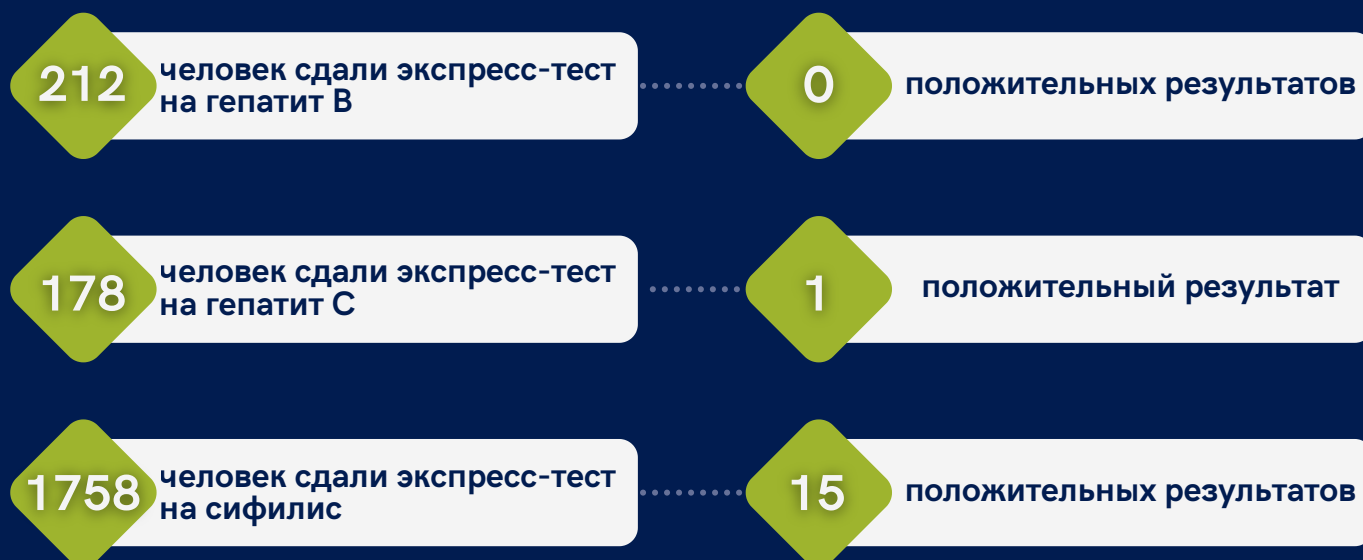 212
человек сдали экспресс-тест
на гепатит В
0
положительных результатов
178
человек сдали экспресс-тест
на гепатит С
1
положительный результат
1758
человек сдали экспресс-тест
на сифилис
15
положительных результатов